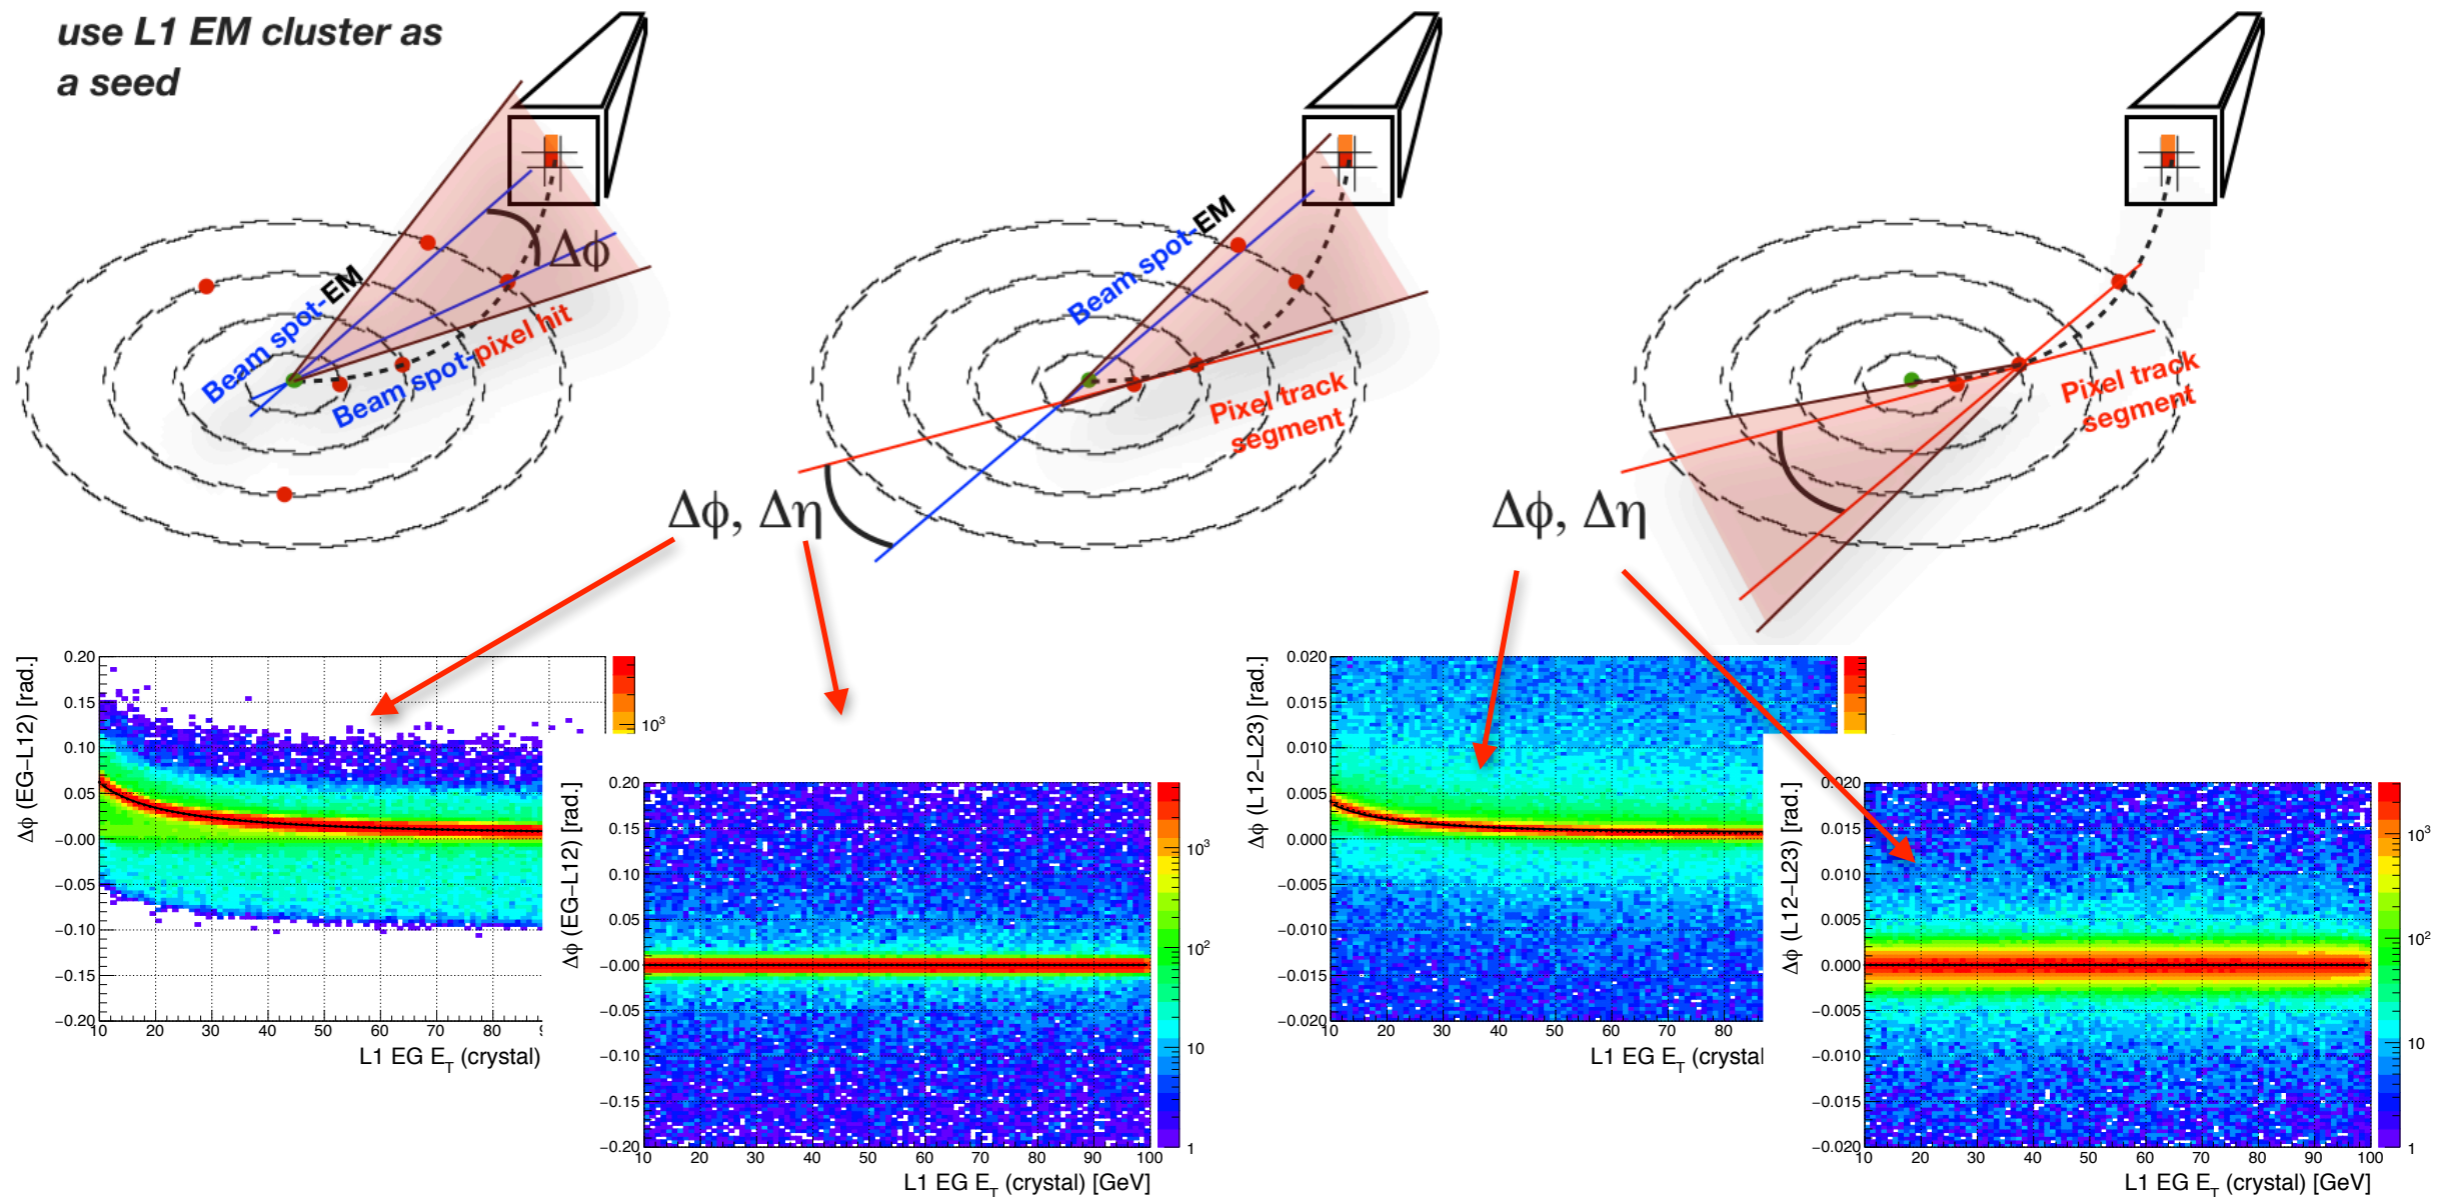 use L1 EM cluster as
a seed
Beam spot-EM
Δϕ
Beam spot-pixel hit
Beam spot-EM
Pixel track
segment
Δϕ, Δη
Pixel track
segment
Δϕ, Δη
Δϕ (EG−L12) [rad.]
0.20
0.15
0.10
0.05
−0.00
−0.05
−0.10
−0.15
−0.20
10 20 30 40 50 60 70 80
L1 EG E_T (crystal)
10³
Δϕ (EG−L12) [rad.]
0.20
0.15
0.10
0.05
−0.00
−0.05
−0.10
−0.15
−0.20
10 20 30 40 50 60 70 80 90 100
L1 EG E_T (crystal) [GeV]
10³
10²
10
1
Δϕ (L12−L23) [rad.]
0.020
0.015
0.010
0.005
0.000
−0.005
−0.010
−0.015
−0.020
10 20 30 40 50 60 70 80
L1 EG E_T (crystal
Δϕ (L12−L23) [rad.]
0.020
0.015
0.010
0.005
0.000
−0.005
−0.010
−0.015
−0.020
10 20 30 40 50 60 70 80 90 100
L1 EG E_T (crystal) [GeV]
10³
10²
10
1